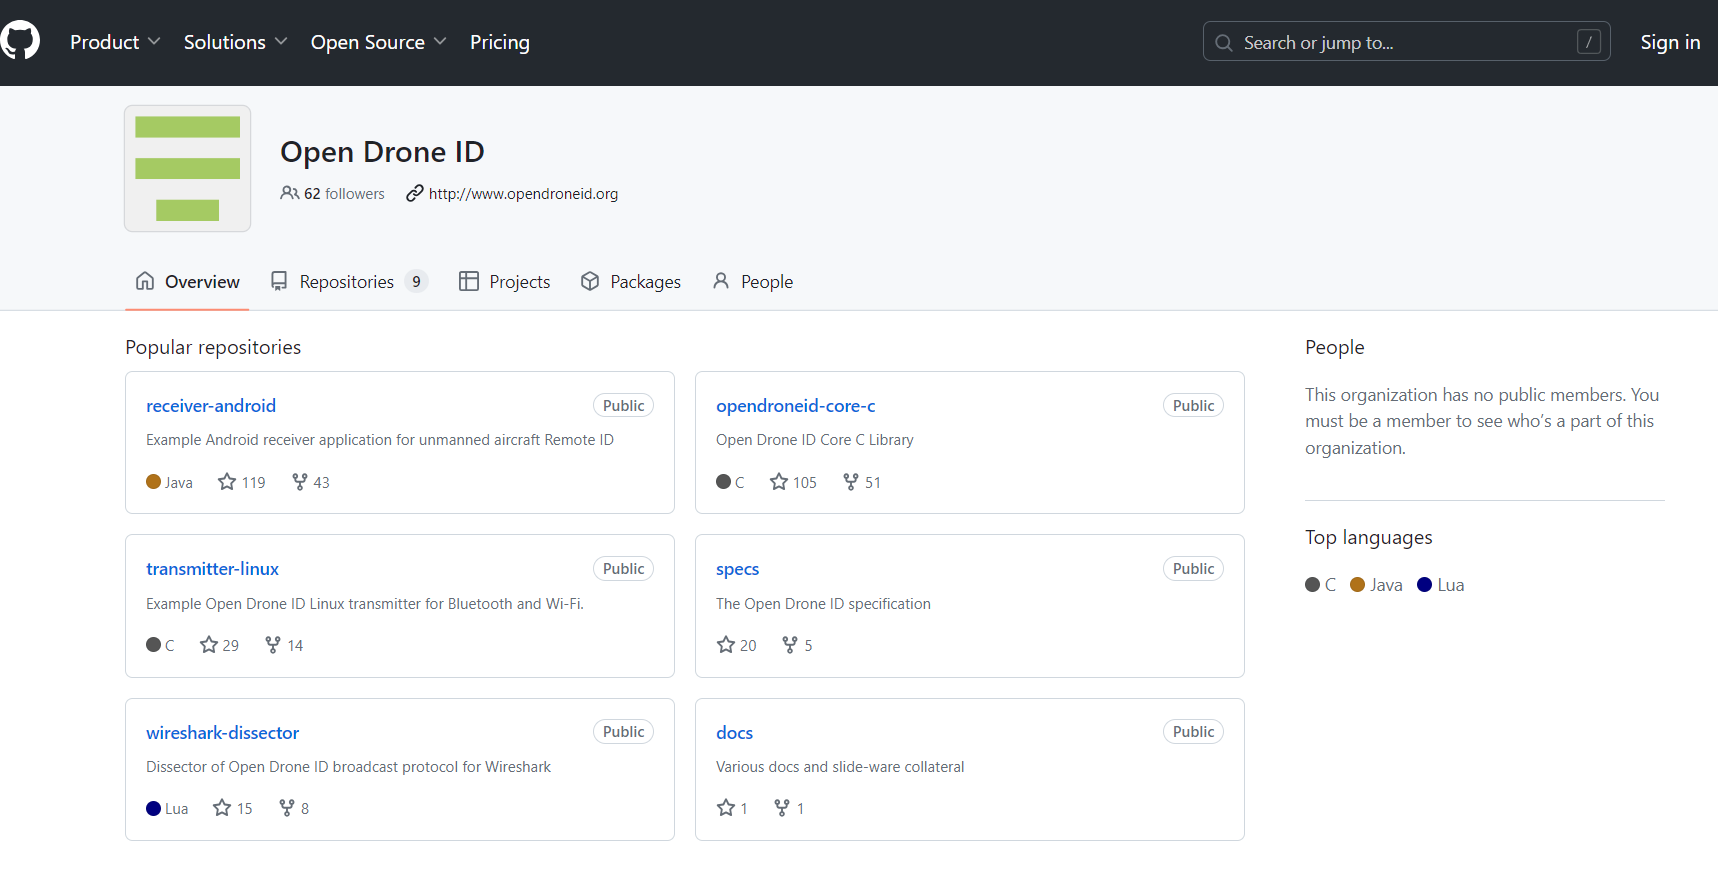 Product Solutions Open Source Pricing Search or jump to... / Sign in
Open Drone ID
62 followers http://www.opendroneid.org
Overview Repositories 9 Projects Packages People
Popular repositories
receiver-android Public
Example Android receiver application for unmanned aircraft Remote ID
Java 119 43
opendroneid-core-c Public
Open Drone ID Core C Library
C 105 51
transmitter-linux Public
Example Open Drone ID Linux transmitter for Bluetooth and Wi-Fi.
C 29 14
specs Public
The Open Drone ID specification
20 5
wireshark-dissector Public
Dissector of Open Drone ID broadcast protocol for Wireshark
Lua 15 8
docs Public
Various docs and slide-ware collateral
1 1
People
This organization has no public members. You
must be a member to see who’s a part of this
organization.
Top languages
C Java Lua